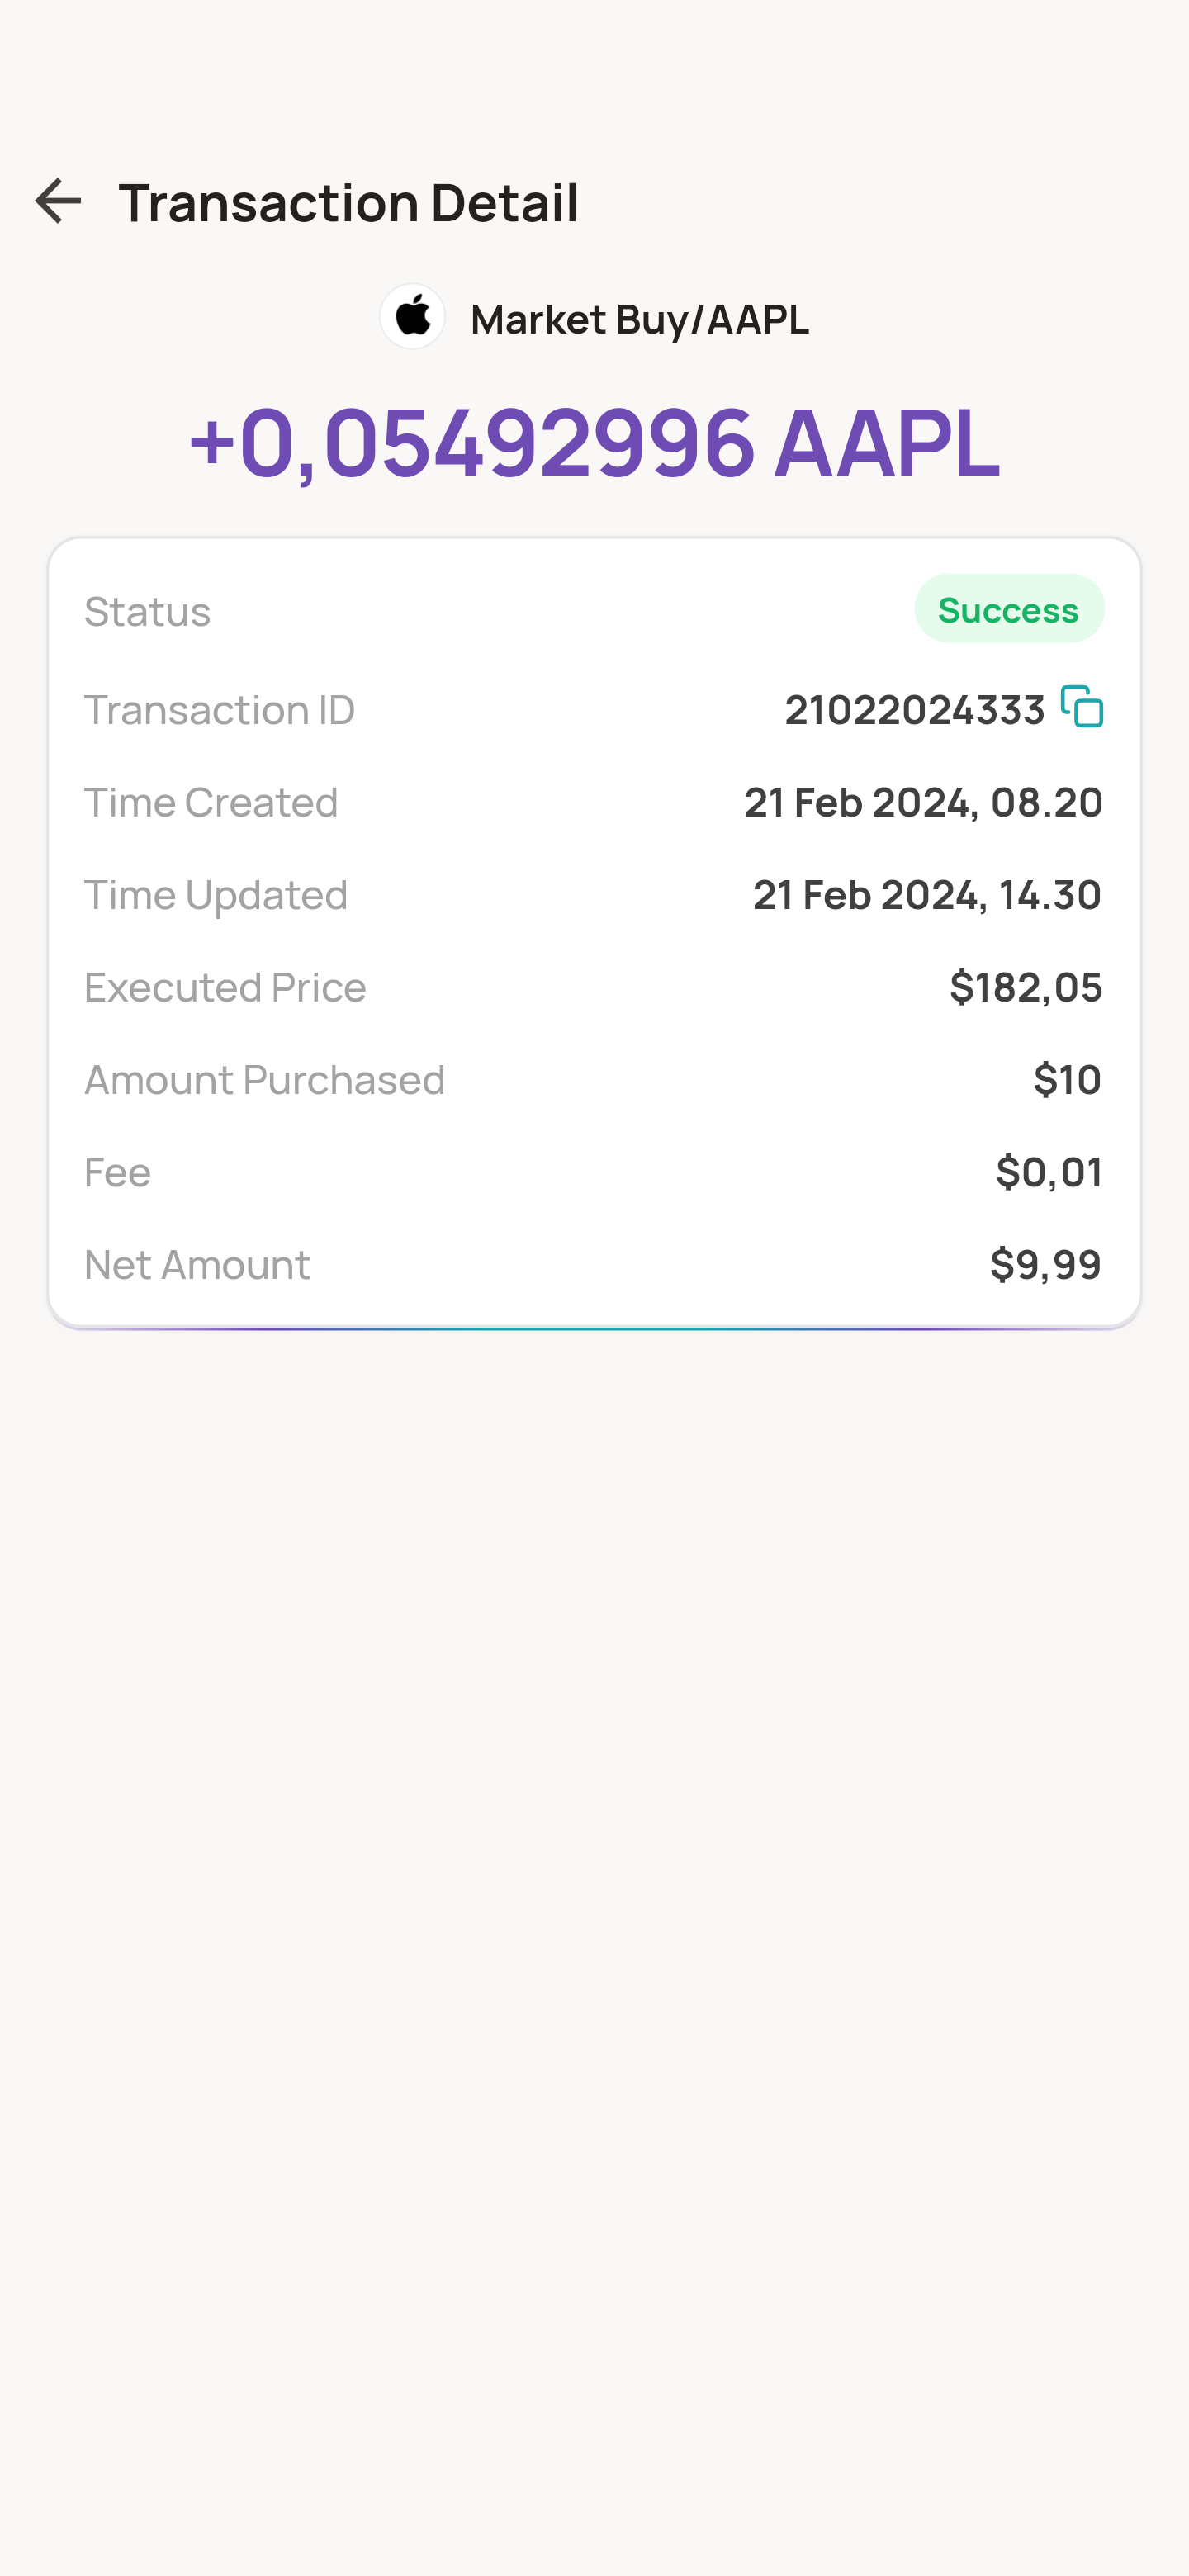 Transaction Detail
Market Buy/AAPL
+0,05492996 AAPL
Status Success
Transaction ID 21022024333
Time Created 21 Feb 2024, 08.20
Time Updated 21 Feb 2024, 14.30
Executed Price $182,05
Amount Purchased $10
Fee $0,01
Net Amount $9,99